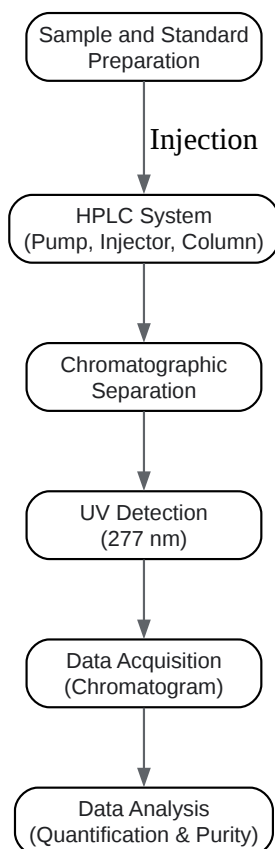 Sample and Standard
Preparation
Injection
HPLC System
(Pump, Injector, Column)
Chromatographic
Separation
UV Detection
(277 nm)
Data Acquisition
(Chromatogram)
Data Analysis
(Quantification & Purity)